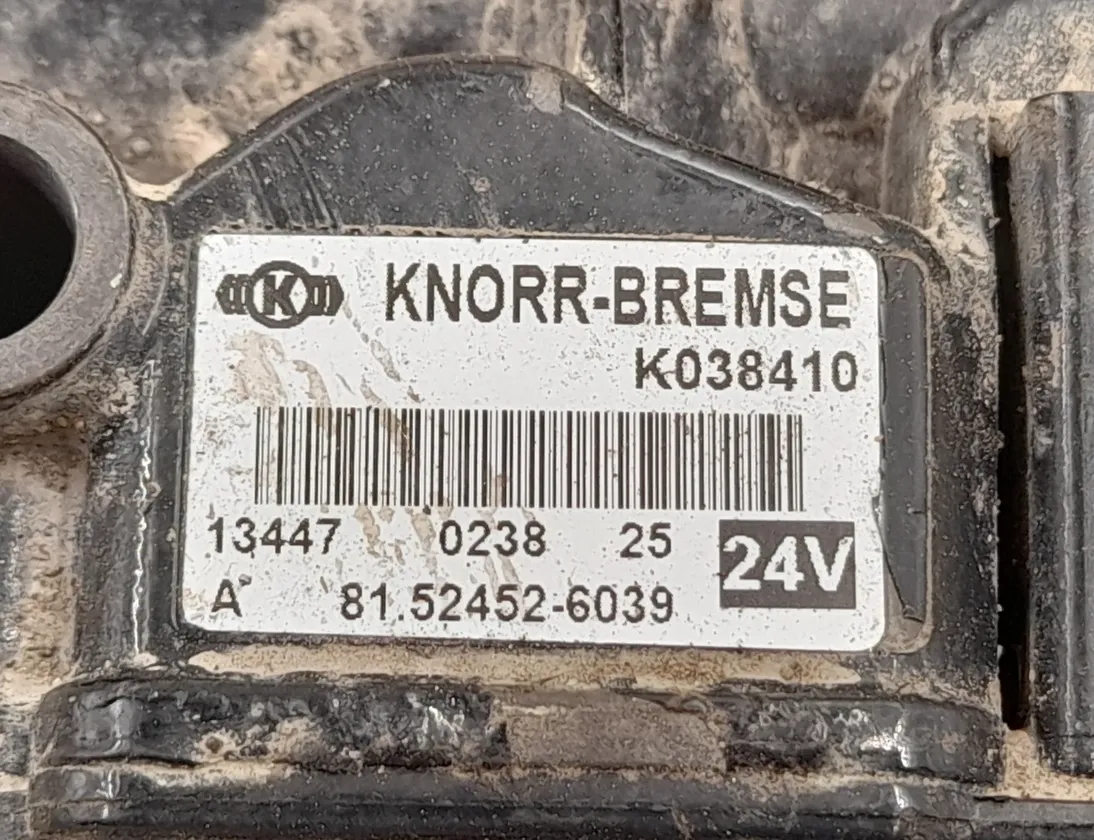 K KNORR-BREMSE
K038410
13447 0238 25 24V
A 81.52452-6039